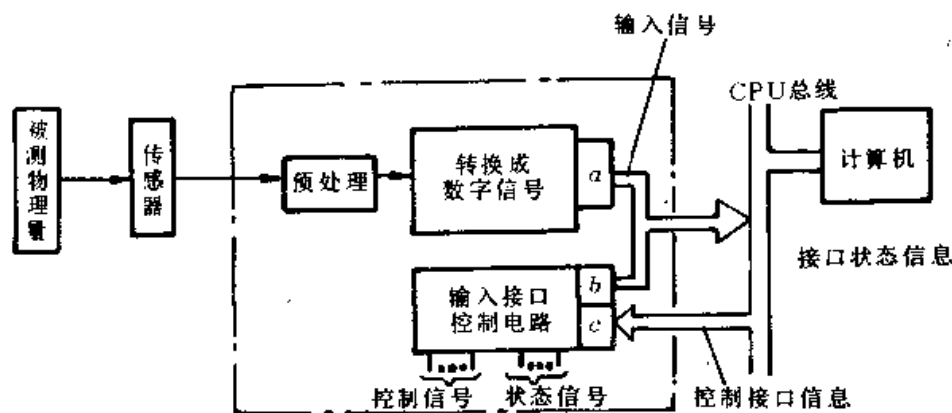 输入信号
CPU总线
被测物理量
传感器
预处理
转换成
数字信号
a
计算机
接口状态信息
输入接口
控制电路
b
c
控制信号
状态信号
控制接口信息